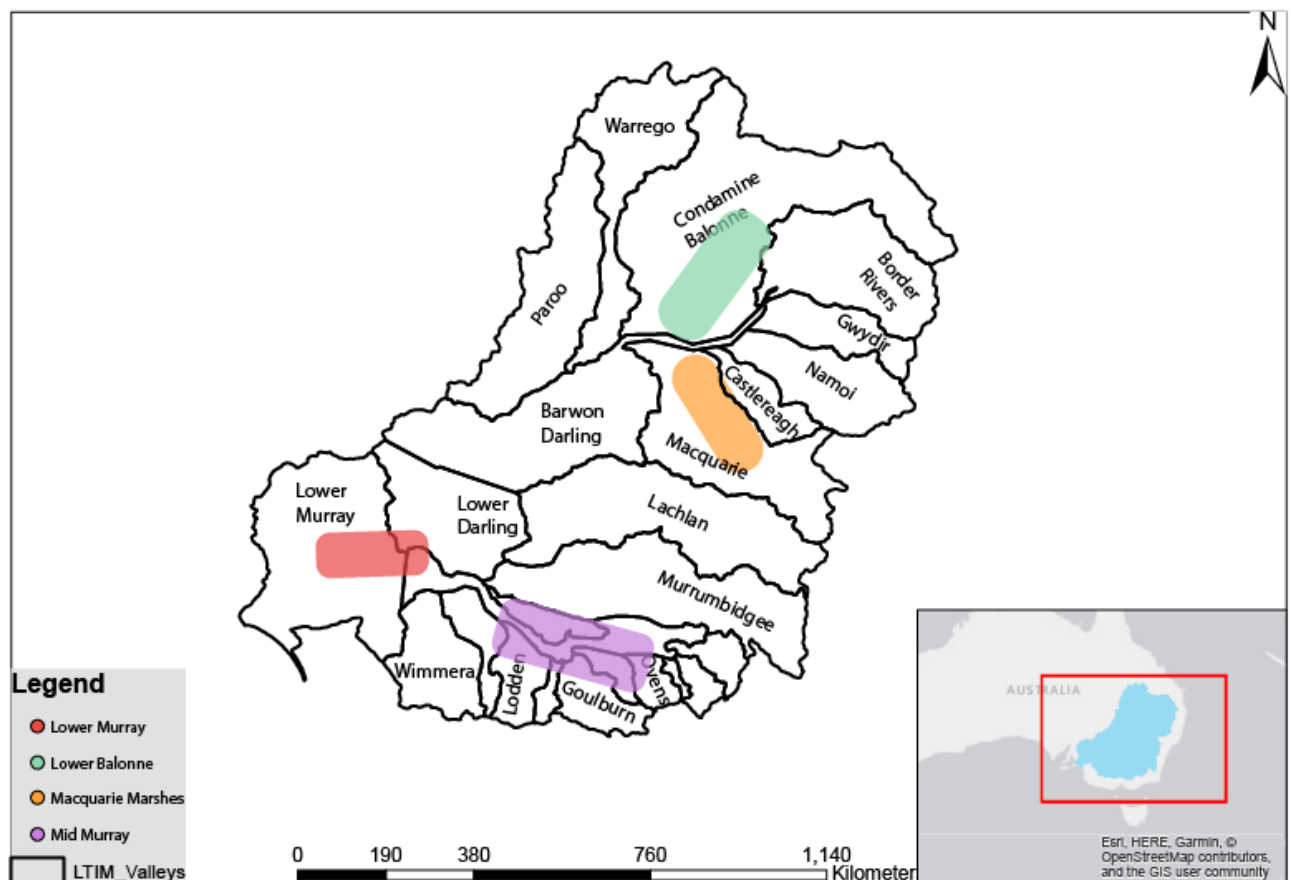 N
Warrego
Condamine
Balonne
Border
Rivers
Paroo
Gwydir
Namoi
Castlereagh
Barwon
Darling
Macquarie
Lower
Murray
Lower
Darling
Lachlan
Murrumbidgee
Wimmera
Lodden
Goulburn
Ovens
Legend
Lower Murray
Lower Balonne
Macquarie Marshes
Mid Murray
LTIM_Valleys
0 190 380 760 1,140
Kilometer
AUSTRALIA
Esri, HERE, Garmin, ©
OpenStreetMap contributors,
and the GIS user community